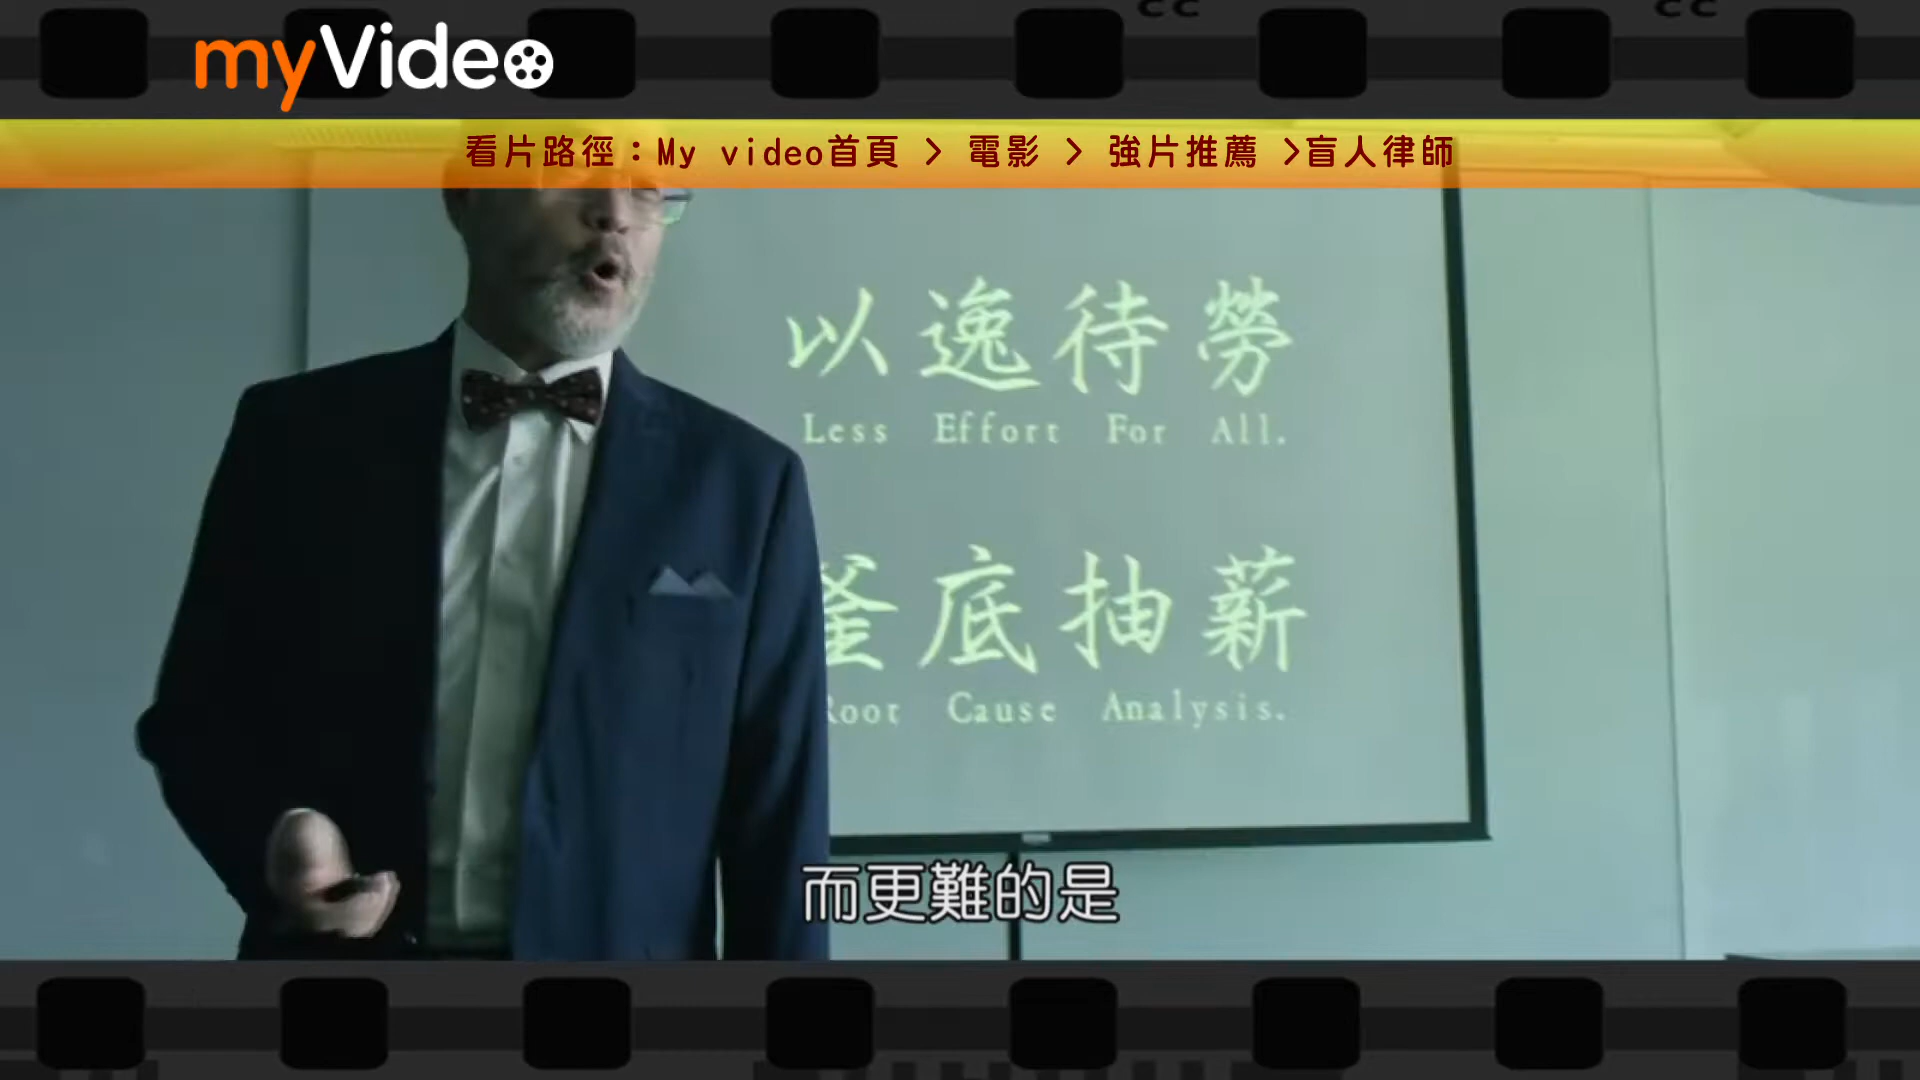 myVideo
看片路徑：My video首頁 > 電影 > 強片推薦 >盲人律師
以逸待勞
Less Effort For All.
釜底抽薪
Root Cause Analysis.
而更難的是